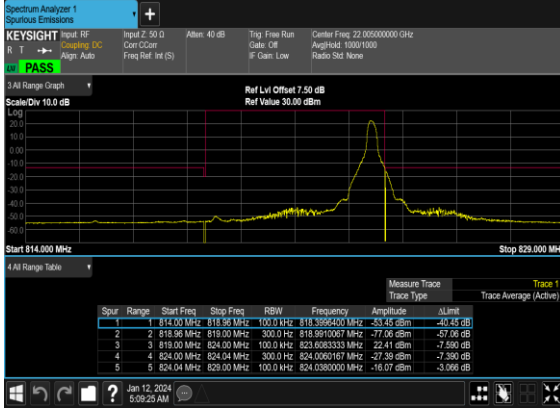 Spectrum Analyzer 1
Spurious Emissions
+
KEYSIGHT Input: RF Input Z: 50 Ω Atten: 40 dB Trig: Free Run Center Freq: 22.005000000 GHz
R T Coupling: DC Corr CCorr Gate: Off Avg|Hold: 1000/1000
Align: Auto Freq Ref: Int (S) IF Gain: Low Radio Std: None
PASS
3 All Range Graph
Ref Lvl Offset 7.50 dB
Scale/Div 10.0 dB Ref Value 30.00 dBm
Log
20.0
10.0
0.00
-10.0
-20.0
-30.0
-40.0
-50.0
-60.0
Start 814.000 MHz Stop 829.000 MH
4 All Range Table
Measure Trace Trace 1
Trace Type Trace Average (Active)
Spur Range Start Freq Stop Freq RBW Frequency Amplitude ΔLimit
1 1 814.00 MHz 818.96 MHz 100.0 kHz 818.3996400 MHz -53.45 dBm -40.45 dB
2 2 818.96 MHz 819.00 MHz 300.0 Hz 818.9910067 MHz -77.06 dBm -57.06 dB
3 3 819.00 MHz 824.00 MHz 100.0 kHz 823.6083333 MHz 22.41 dBm -7.590 dB
4 4 824.00 MHz 824.04 MHz 300.0 Hz 824.0060167 MHz -27.39 dBm -7.390 dB
5 5 824.04 MHz 829.00 MHz 100.0 kHz 824.0380000 MHz -16.07 dBm -3.066 dB
? Jan 12, 2024
5:09:25 AM